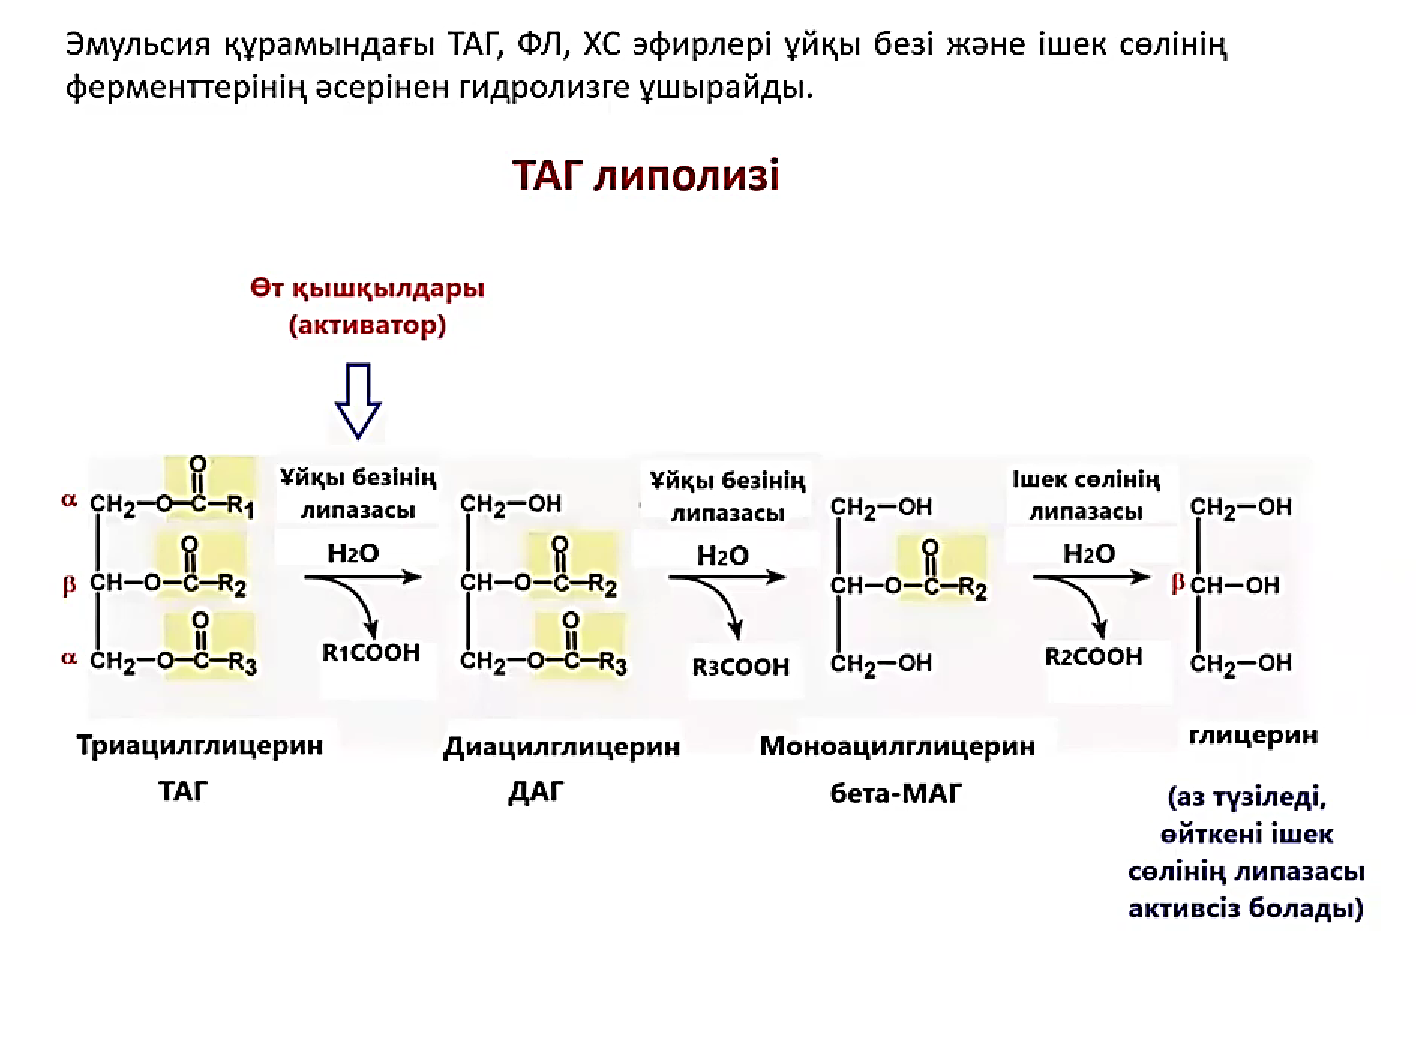 Эмульсия құрамындағы ТАГ, ФЛ, ХС эфирлері ұйқы безі және ішек сөлінің
ферменттерінің әсерінен гидролизге ұшырайды.
ТАГ липолизі
Өт қышқылдары
(активатор)
Ұйқы безінің
липазасы
H2O
R1COOH
Ұйқы безінің
липазасы
H2O
R3COOH
Ішек сөлінің
липазасы
H2O
R2COOH
O
α CH2–O–C–R1
O
β CH–O–C–R2
O
α CH2–O–C–R3
CH2–OH
O
CH–O–C–R2
O
CH2–O–C–R3
CH2–OH
O
CH–O–C–R2
CH2–OH
CH2–OH
β CH–OH
CH2–OH
Триацилглицерин
ТАГ
Диацилглицерин
ДАГ
Моноацилглицерин
бета-МАГ
глицерин
(аз түзіледі,
өйткені ішек
сөлінің липазасы
активсіз болады)